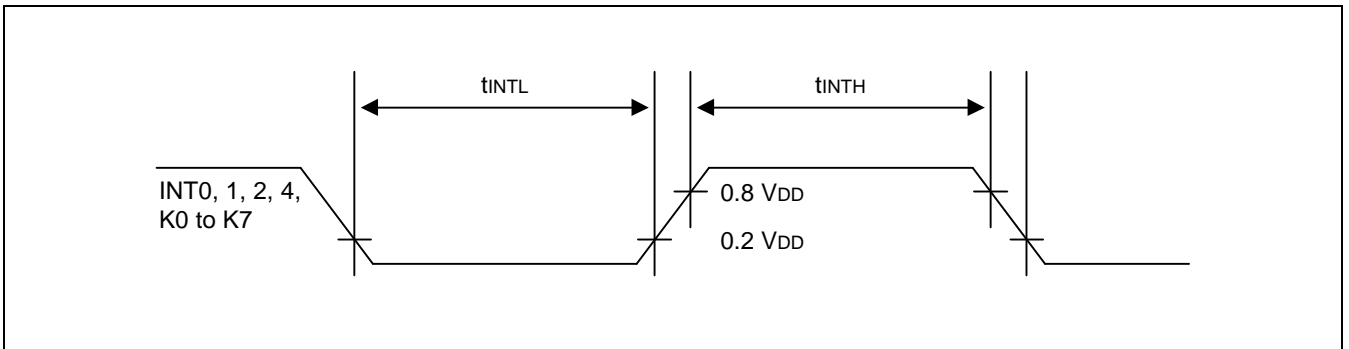 tINTL
tINTH
INT0, 1, 2, 4,
K0 to K7
0.8 VDD
0.2 VDD